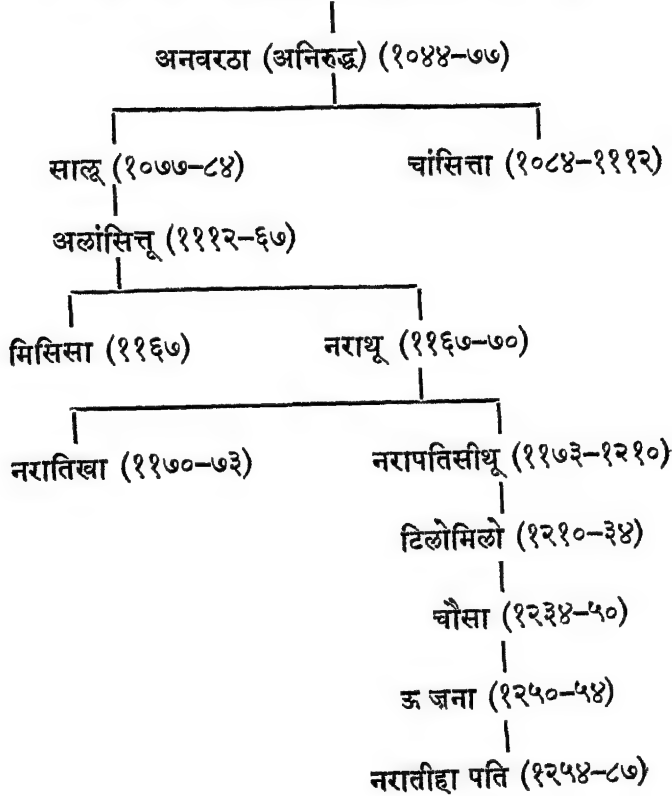 अनवरठा (अनिरुद्ध) (१०४४–७७)
सालू (१०७७–८४) चांसित्ता (१०८४–१११२)
अलांसित्तू (१११२–६७)
मिसिसा (११६७) नराथू (११६७–७०)
नरातिखा (११७०–७३) नरापतिसीथू (११७३–१२१०)
टिलोमिलो (१२१०–३४)
चौसा (१२३४–५०)
ऊ ज़ना (१२५०–५४)
नरातीहा पति (१२५४–८७)